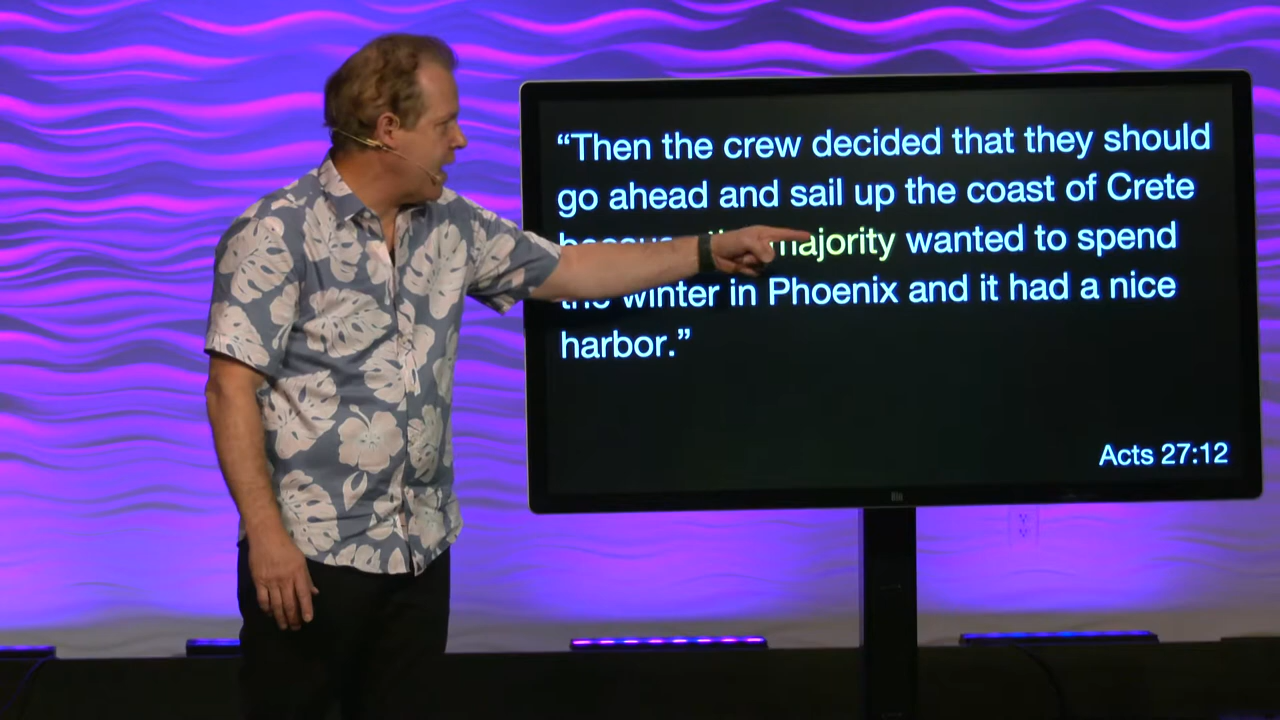 “Then the crew decided that they should
go ahead and sail up the coast of Crete
majority wanted to spend
the winter in Phoenix and it had a nice
harbor.”
Acts 27:12